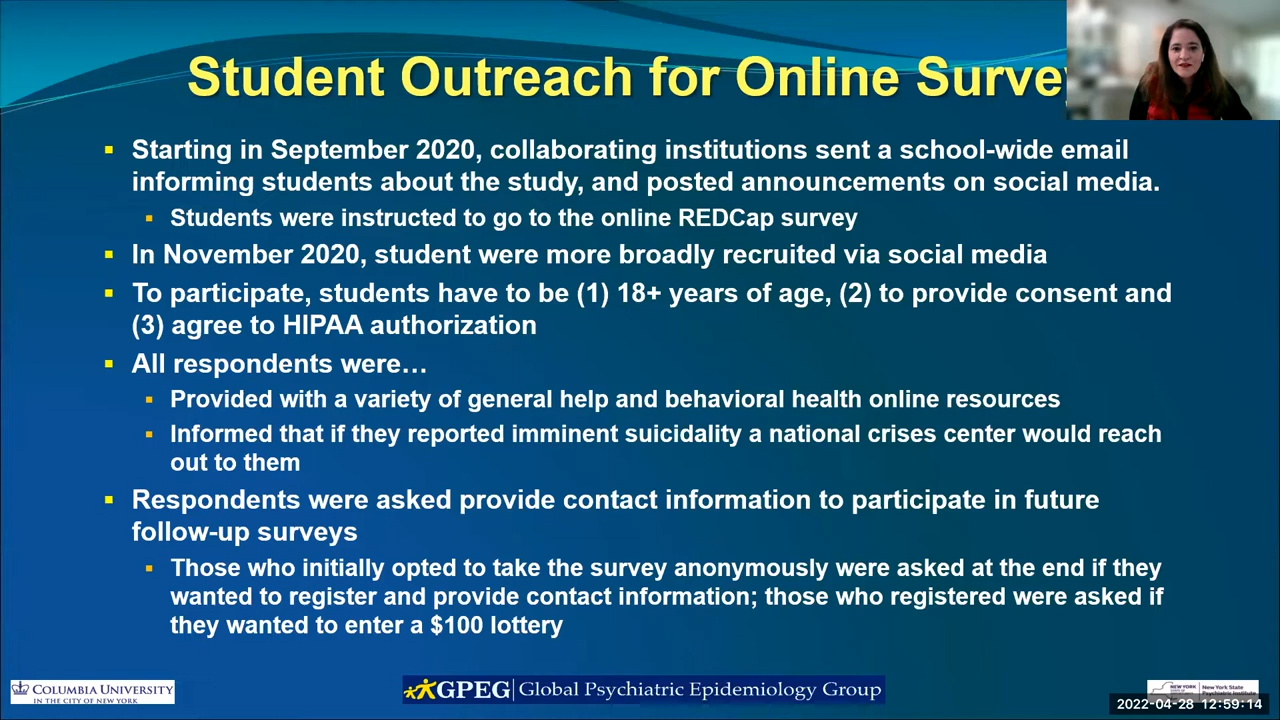 Student Outreach for Online Surve
Starting in September 2020, collaborating institutions sent a school-wide email
informing students about the study, and posted announcements on social media.
Students were instructed to go to the online REDCap survey
In November 2020, student were more broadly recruited via social media
To participate, students have to be (1) 18+ years of age, (2) to provide consent and
(3) agree to HIPAA authorization
All respondents were…
Provided with a variety of general help and behavioral health online resources
Informed that if they reported imminent suicidality a national crises center would reach
out to them
Respondents were asked provide contact information to participate in future
follow-up surveys
Those who initially opted to take the survey anonymously were asked at the end if they
wanted to register and provide contact information; those who registered were asked if
they wanted to enter a $100 lottery
COLUMBIA UNIVERSITY
IN THE CITY OF NEW YORK
GPEG Global Psychiatric Epidemiology Group
New York State
Psychiatric Institute
2022-04-28 12:59:14